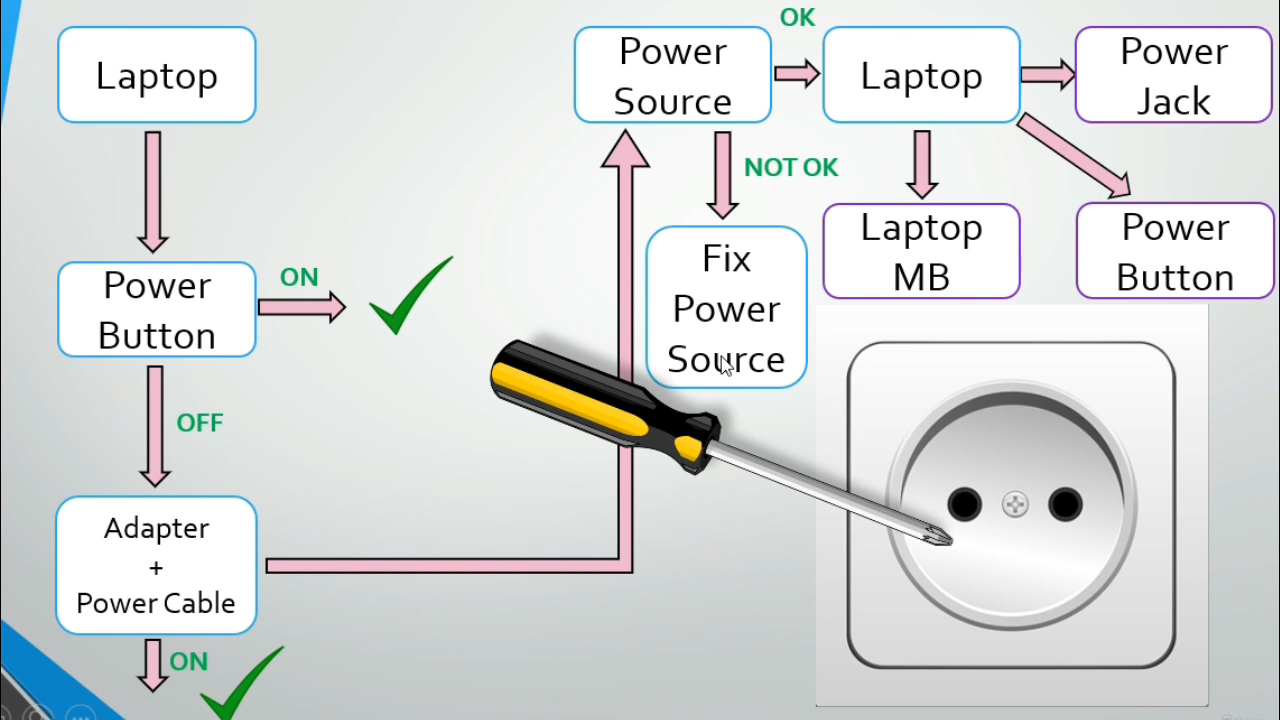 Laptop
Power
Button
ON
OFF
Adapter
+
Power Cable
ON
Power
Source
OK
NOT OK
Fix
Power
Source
Laptop
Power
Jack
Laptop
MB
Power
Button